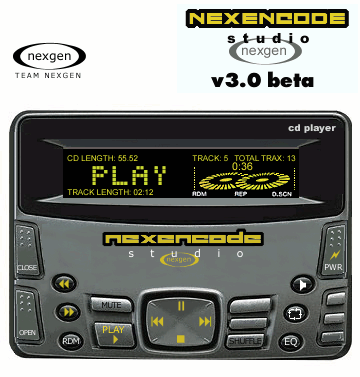 NEXENCODE
studio
nexgen
v3.0 beta
nexgen
TEAM NEXGEN
cd player
CD LENGTH: 55.52
TRACK: 5 TOTAL TRAX: 13
0:36
PLAY
TRACK LENGTH: 02:12
RDM REP D.SCN
NEXENCODE
studio
nexgen
CLOSE
PWR
MUTE
OPEN
PLAY
RDM
SHUFFLE
EQ